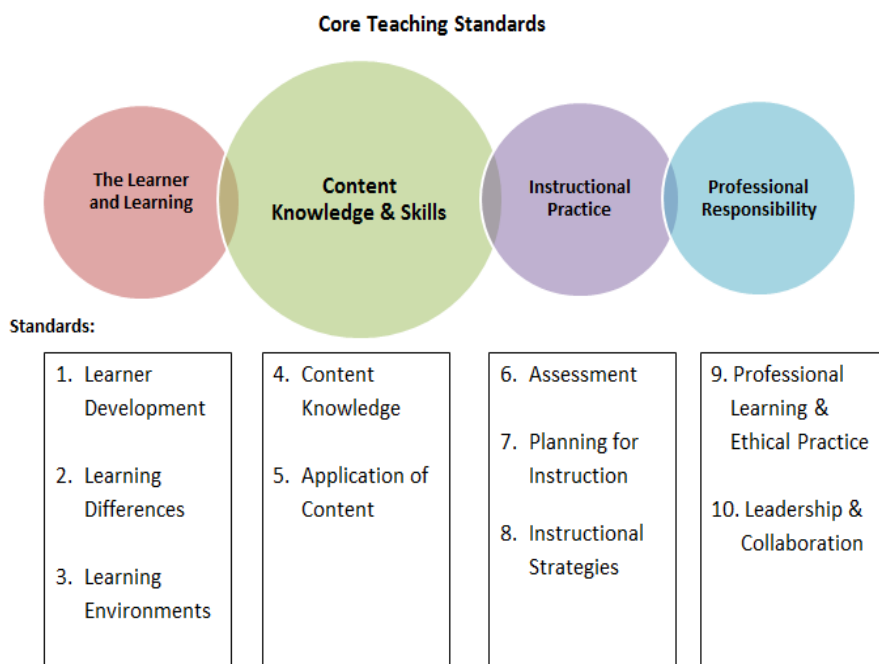 Core Teaching Standards
The Learner
and Learning
Content
Knowledge & Skills
Instructional
Practice
Professional
Responsibility
Standards:
1. Learner
Development
2. Learning
Differences
3. Learning
Environments
4. Content
Knowledge
5. Application of
Content
6. Assessment
7. Planning for
Instruction
8. Instructional
Strategies
9. Professional
Learning &
Ethical Practice
10. Leadership &
Collaboration